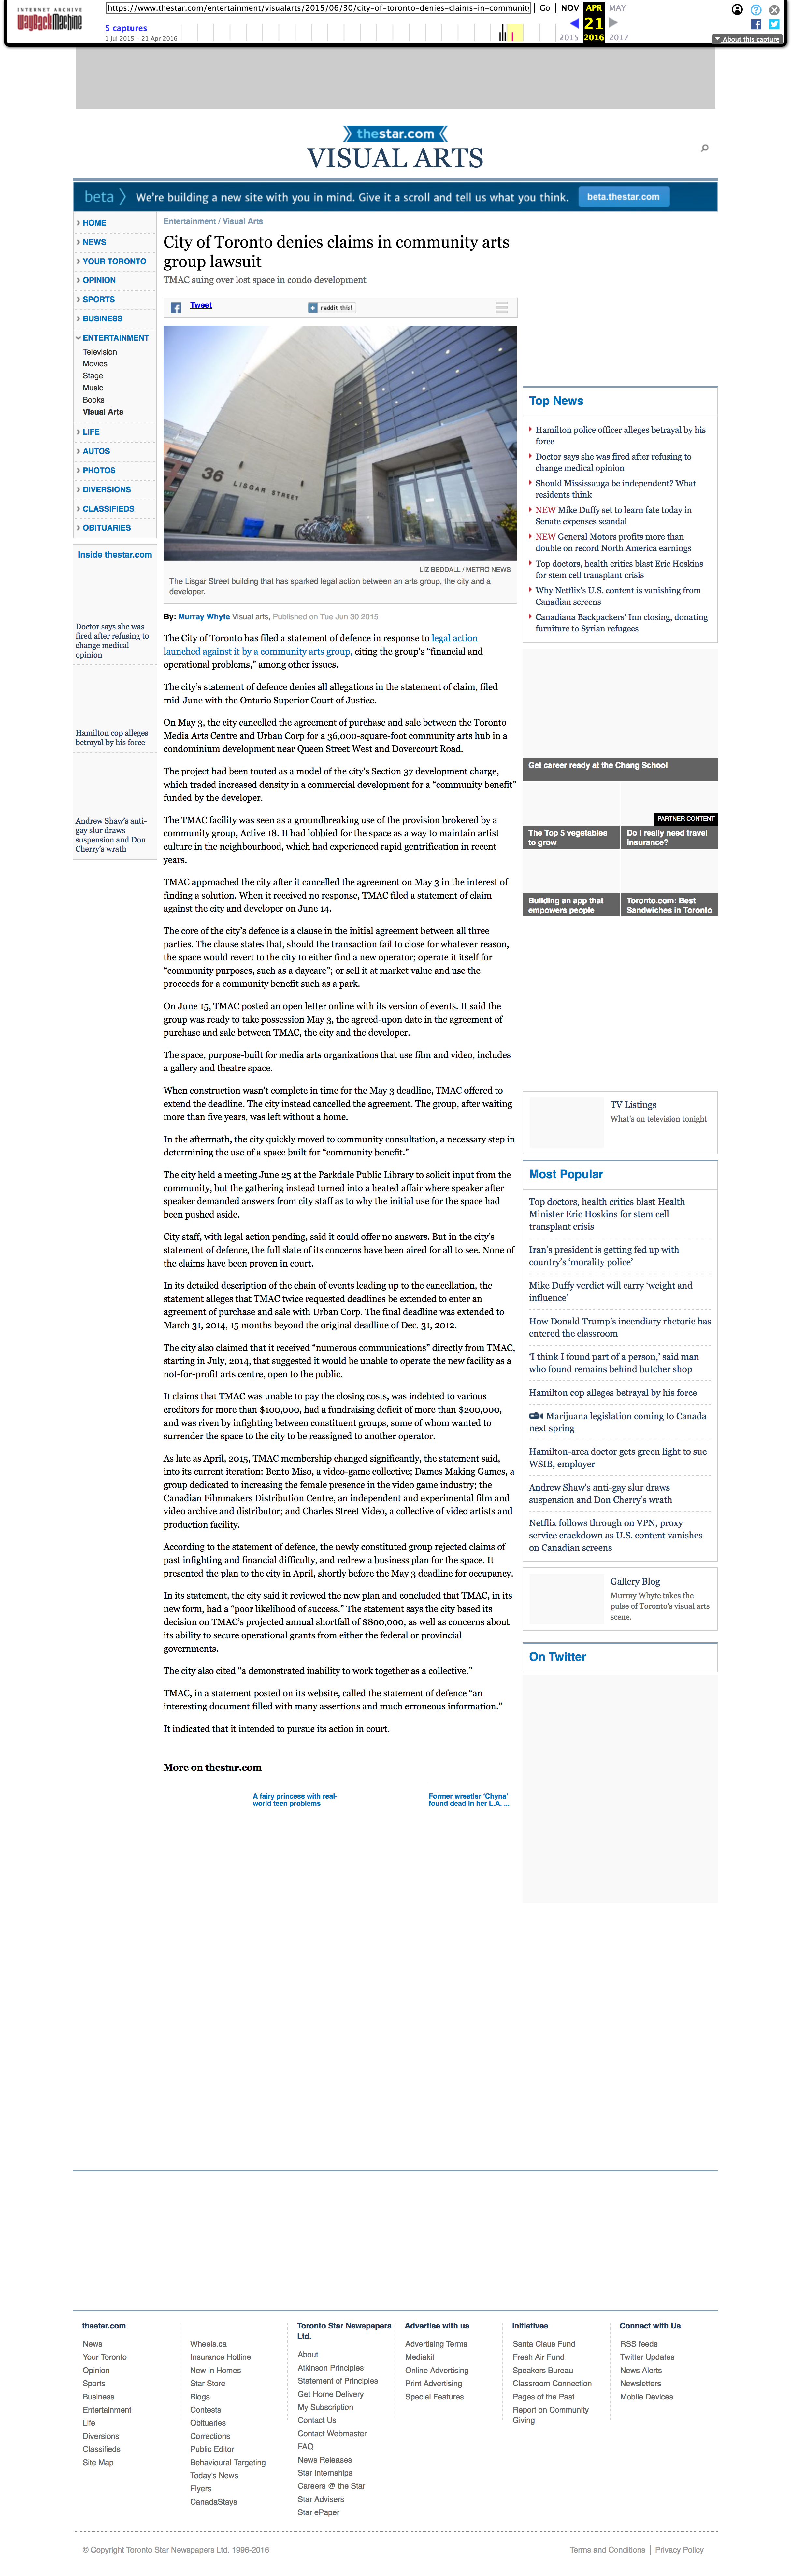 INTERNET ARCHIVE
WayBackMachine
https://www.thestar.com/entertainment/visualarts/2015/06/30/city-of-toronto-denies-claims-in-community
Go
NOV
APR
MAY
5 captures
21
1 Jul 2015 – 21 Apr 2016
2015
2016
2017
About this capture
thestar.com
VISUAL ARTS
beta
We're building a new site with you in mind. Give it a scroll and tell us what you think.
beta.thestar.com
HOME
NEWS
YOUR TORONTO
OPINION
SPORTS
BUSINESS
ENTERTAINMENT
Television
Movies
Stage
Music
Books
Visual Arts
LIFE
AUTOS
PHOTOS
DIVERSIONS
CLASSIFIEDS
OBITUARIES
Inside thestar.com
Doctor says she was
fired after refusing to
change medical
opinion
Hamilton cop alleges
betrayal by his force
Andrew Shaw's anti-
gay slur draws
suspension and Don
Cherry's wrath
Entertainment / Visual Arts
City of Toronto denies claims in community arts
group lawsuit
TMAC suing over lost space in condo development
Tweet
reddit this!
36 LISGAR STREET
LIZ BEDDALL / METRO NEWS
The Lisgar Street building that has sparked legal action between an arts group, the city and a
developer.
By: Murray Whyte Visual arts, Published on Tue Jun 30 2015
The City of Toronto has filed a statement of defence in response to legal action
launched against it by a community arts group, citing the group's “financial and
operational problems,” among other issues.
The city's statement of defence denies all allegations in the statement of claim, filed
mid-June with the Ontario Superior Court of Justice.
On May 3, the city cancelled the agreement of purchase and sale between the Toronto
Media Arts Centre and Urban Corp for a 36,000-square-foot community arts hub in a
condominium development near Queen Street West and Dovercourt Road.
The project had been touted as a model of the city's Section 37 development charge,
which traded increased density in a commercial development for a “community benefit”
funded by the developer.
The TMAC facility was seen as a groundbreaking use of the provision brokered by a
community group, Active 18. It had lobbied for the space as a way to maintain artist
culture in the neighbourhood, which had experienced rapid gentrification in recent
years.
TMAC approached the city after it cancelled the agreement on May 3 in the interest of
finding a solution. When it received no response, TMAC filed a statement of claim
against the city and developer on June 14.
The core of the city's defence is a clause in the initial agreement between all three
parties. The clause states that, should the transaction fail to close for whatever reason,
the space would revert to the city to either find a new operator; operate it itself for
“community purposes, such as a daycare”; or sell it at market value and use the
proceeds for a community benefit such as a park.
On June 15, TMAC posted an open letter online with its version of events. It said the
group was ready to take possession May 3, the agreed-upon date in the agreement of
purchase and sale between TMAC, the city and the developer.
The space, purpose-built for media arts organizations that use film and video, includes
a gallery and theatre space.
When construction wasn't complete in time for the May 3 deadline, TMAC offered to
extend the deadline. The city instead cancelled the agreement. The group, after waiting
more than five years, was left without a home.
In the aftermath, the city quickly moved to community consultation, a necessary step in
determining the use of a space built for “community benefit.”
The city held a meeting June 25 at the Parkdale Public Library to solicit input from the
community, but the gathering instead turned into a heated affair where speaker after
speaker demanded answers from city staff as to why the initial use for the space had
been pushed aside.
City staff, with legal action pending, said it could offer no answers. But in the city's
statement of defence, the full slate of its concerns have been aired for all to see. None of
the claims have been proven in court.
In its detailed description of the chain of events leading up to the cancellation, the
statement alleges that TMAC twice requested deadlines be extended to enter an
agreement of purchase and sale with Urban Corp. The final deadline was extended to
March 31, 2014, 15 months beyond the original deadline of Dec. 31, 2012.
The city also claimed that it received “numerous communications” directly from TMAC,
starting in July, 2014, that suggested it would be unable to operate the new facility as a
not-for-profit arts centre, open to the public.
It claims that TMAC was unable to pay the closing costs, was indebted to various
creditors for more than $100,000, had a fundraising deficit of more than $200,000,
and was riven by infighting between constituent groups, some of whom wanted to
surrender the space to the city to be reassigned to another operator.
As late as April, 2015, TMAC membership changed significantly, the statement said,
into its current iteration: Bento Miso, a video-game collective; Dames Making Games, a
group dedicated to increasing the female presence in the video game industry; the
Canadian Filmmakers Distribution Centre, an independent and experimental film and
video archive and distributor; and Charles Street Video, a collective of video artists and
production facility.
According to the statement of defence, the newly constituted group rejected claims of
past infighting and financial difficulty, and redrew a business plan for the space. It
presented the plan to the city in April, shortly before the May 3 deadline for occupancy.
In its statement, the city said it reviewed the new plan and concluded that TMAC, in its
new form, had a “poor likelihood of success.” The statement says the city based its
decision on TMAC's projected annual shortfall of $800,000, as well as concerns about
its ability to secure operational grants from either the federal or provincial
governments.
The city also cited “a demonstrated inability to work together as a collective.”
TMAC, in a statement posted on its website, called the statement of defence “an
interesting document filled with many assertions and much erroneous information.”
It indicated that it intended to pursue its action in court.
More on thestar.com
A fairy princess with real-
world teen problems
Former wrestler 'Chyna'
found dead in her L.A. ...
Top News
Hamilton police officer alleges betrayal by his
force
Doctor says she was fired after refusing to
change medical opinion
Should Mississauga be independent? What
residents think
NEW Mike Duffy set to learn fate today in
Senate expenses scandal
NEW General Motors profits more than
double on record North America earnings
Top doctors, health critics blast Eric Hoskins
for stem cell transplant crisis
Why Netflix's U.S. content is vanishing from
Canadian screens
Canadiana Backpackers' Inn closing, donating
furniture to Syrian refugees
Get career ready at the Chang School
PARTNER CONTENT
The Top 5 vegetables
to grow
Do I really need travel
insurance?
Building an app that
empowers people
Toronto.com: Best
Sandwiches in Toronto
TV Listings
What's on television tonight
Most Popular
Top doctors, health critics blast Health
Minister Eric Hoskins for stem cell
transplant crisis
Iran's president is getting fed up with
country's ‘morality police’
Mike Duffy verdict will carry ‘weight and
influence’
How Donald Trump's incendiary rhetoric has
entered the classroom
‘I think I found part of a person,’ said man
who found remains behind butcher shop
Hamilton cop alleges betrayal by his force
Marijuana legislation coming to Canada
next spring
Hamilton-area doctor gets green light to sue
WSIB, employer
Andrew Shaw's anti-gay slur draws
suspension and Don Cherry's wrath
Netflix follows through on VPN, proxy
service crackdown as U.S. content vanishes
on Canadian screens
Gallery Blog
Murray Whyte takes the
pulse of Toronto's visual arts
scene.
On Twitter
thestar.com
News
Your Toronto
Opinion
Sports
Business
Entertainment
Life
Diversions
Classifieds
Site Map
Wheels.ca
Insurance Hotline
New in Homes
Star Store
Blogs
Contests
Obituaries
Corrections
Public Editor
Behavioural Targeting
Today's News
Flyers
CanadaStays
Toronto Star Newspapers
Ltd.
About
Atkinson Principles
Statement of Principles
Get Home Delivery
My Subscription
Contact Us
Contact Webmaster
FAQ
News Releases
Star Internships
Careers @ the Star
Star Advisers
Star ePaper
Advertise with us
Advertising Terms
Mediakit
Online Advertising
Print Advertising
Special Features
Initiatives
Santa Claus Fund
Fresh Air Fund
Speakers Bureau
Classroom Connection
Pages of the Past
Report on Community
Giving
Connect with Us
RSS feeds
Twitter Updates
News Alerts
Newsletters
Mobile Devices
© Copyright Toronto Star Newspapers Ltd. 1996-2016
Terms and Conditions
Privacy Policy